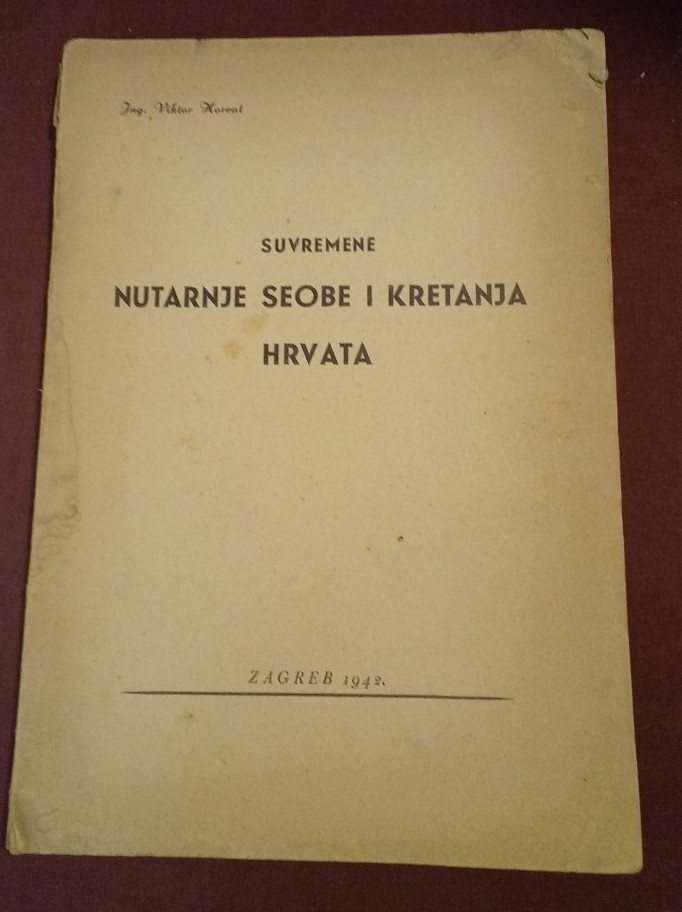 Ing. Viktor Horvat
SUVREMENE
NUTARNJE SEOBE I KRETANJA
HRVATA
ZAGREB 1942.